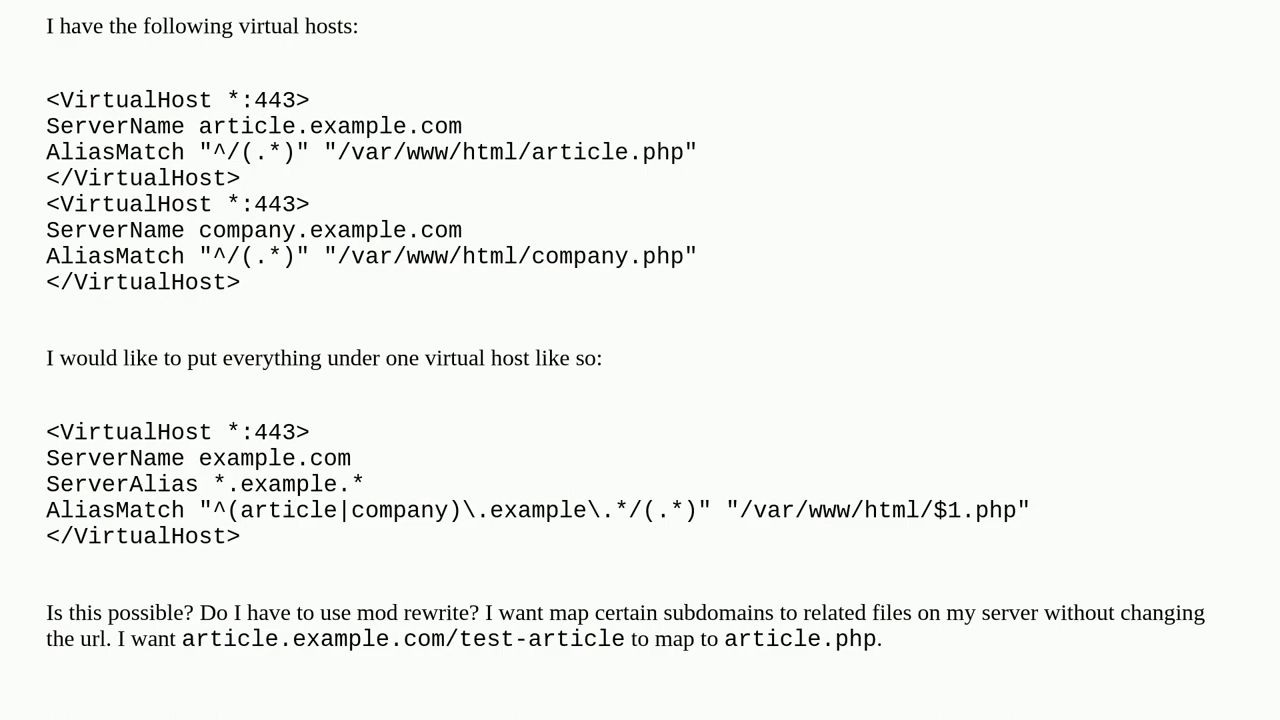 I have the following virtual hosts:
<VirtualHost *:443>
ServerName article.example.com
AliasMatch "^/(.*)" "/var/www/html/article.php"
</VirtualHost>
<VirtualHost *:443>
ServerName company.example.com
AliasMatch "^/(.*)" "/var/www/html/company.php"
</VirtualHost>
I would like to put everything under one virtual host like so:
<VirtualHost *:443>
ServerName example.com
ServerAlias *.example.*
AliasMatch "^(article|company)\.example\.*/(.*)" "/var/www/html/$1.php"
</VirtualHost>
Is this possible? Do I have to use mod rewrite? I want map certain subdomains to related files on my server without changing
the url. I want article.example.com/test-article to map to article.php.